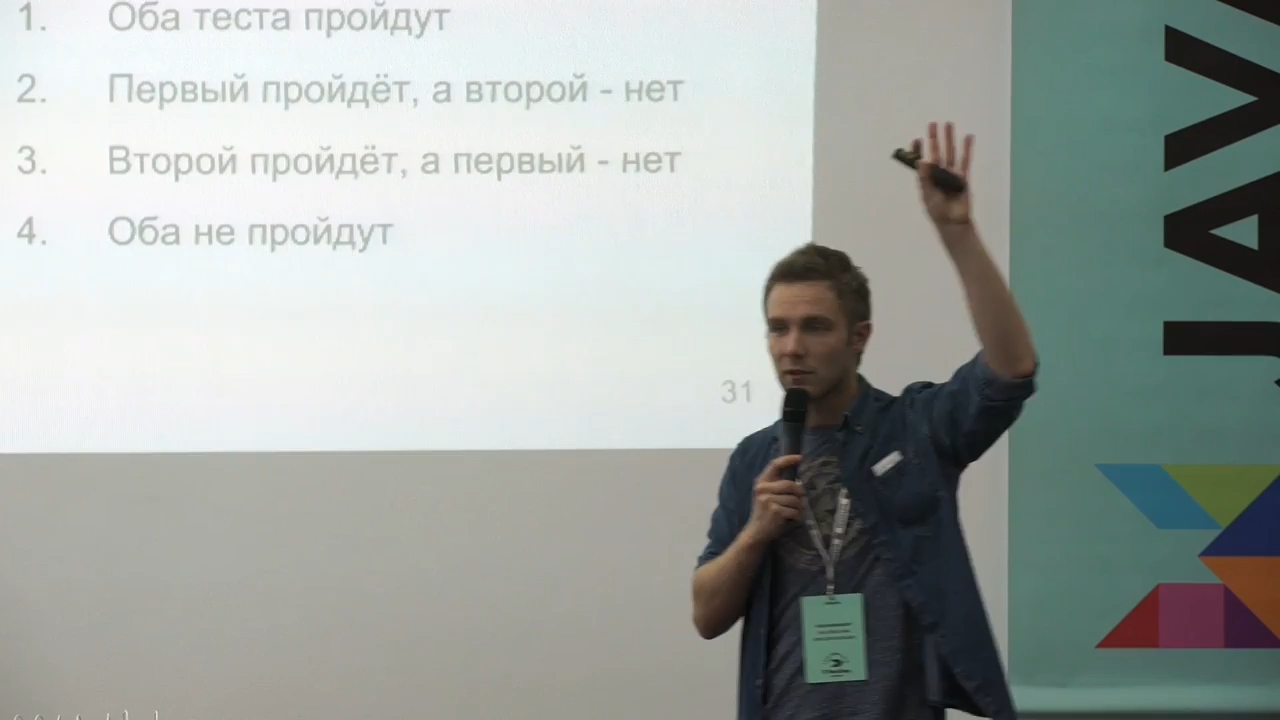 1. Оба теста пройдут
2. Первый пройдёт, а второй - нет
3. Второй пройдёт, а первый - нет
4. Оба не пройдут
31
JAVA